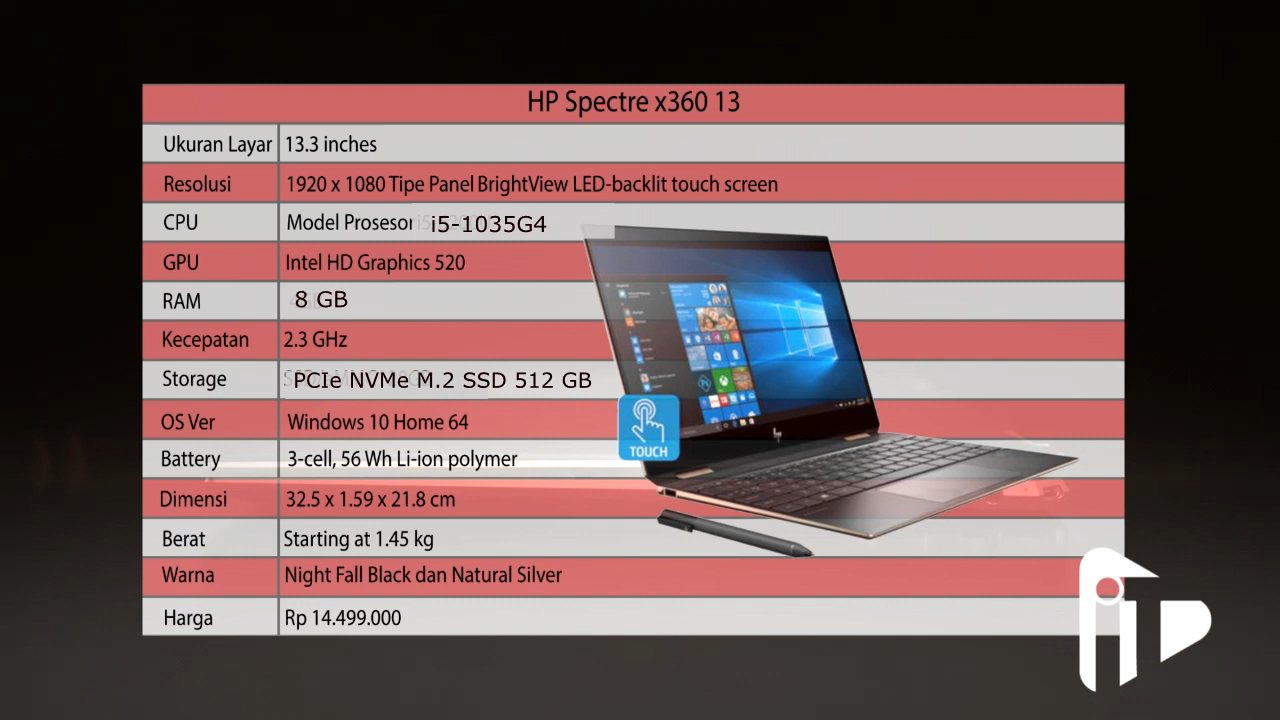 HP Spectre x360 13
Ukuran Layar 13.3 inches
Resolusi 1920 x 1080 Tipe Panel BrightView LED-backlit touch screen
CPU Model Prosesor i5-1035G4
GPU Intel HD Graphics 520
RAM 8 GB
Kecepatan 2.3 GHz
Storage PCIe NVMe M.2 SSD 512 GB
OS Ver Windows 10 Home 64
TOUCH
Battery 3-cell, 56 Wh Li-ion polymer
Dimensi 32.5 x 1.59 x 21.8 cm
Berat Starting at 1.45 kg
Warna Night Fall Black dan Natural Silver
Harga Rp 14.499.000